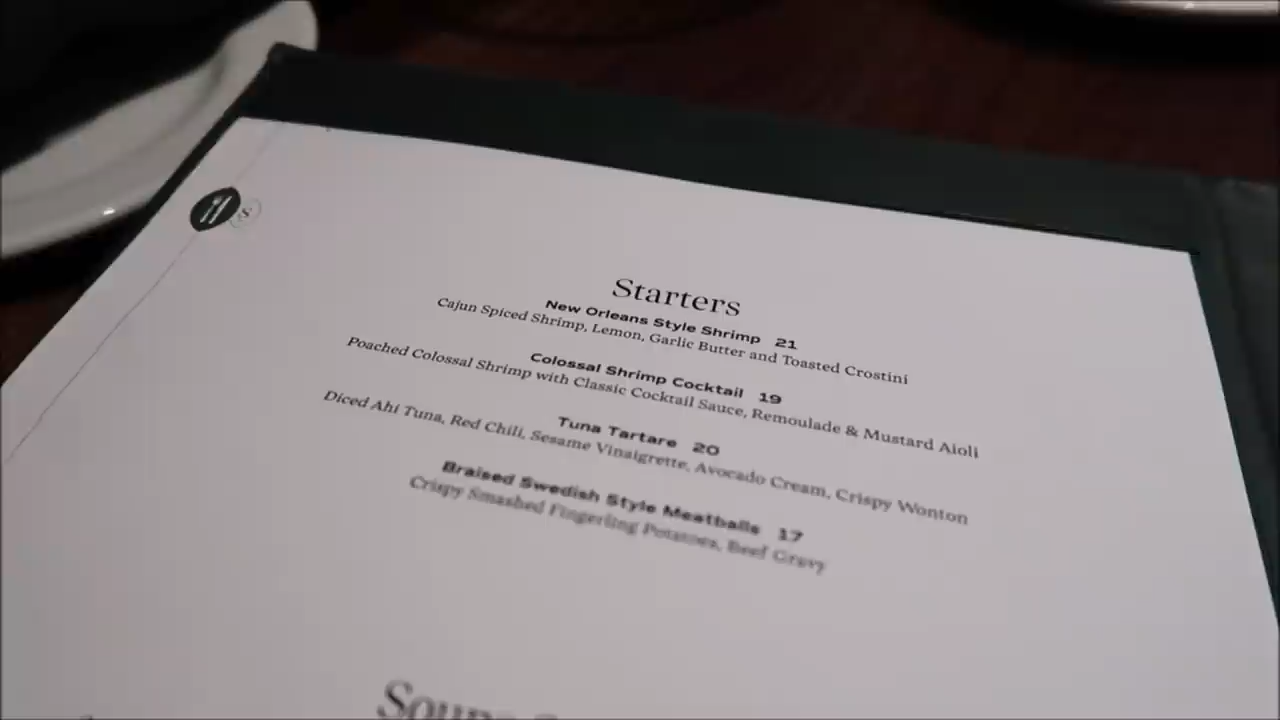 Starters
New Orleans Style Shrimp 21
Cajun Spiced Shrimp, Lemon, Garlic Butter and Toasted Crostini
Colossal Shrimp Cocktail 19
Poached Colossal Shrimp with Classic Cocktail Sauce, Remoulade & Mustard Aioli
Tuna Tartare 20
Diced Ahi Tuna, Red Chili, Sesame Vinaigrette, Avocado Cream, Crispy Wonton
Braised Swedish Style Meatballs 17
Crispy Smashed Fingerling Potatoes, Beef Gravy
Soups